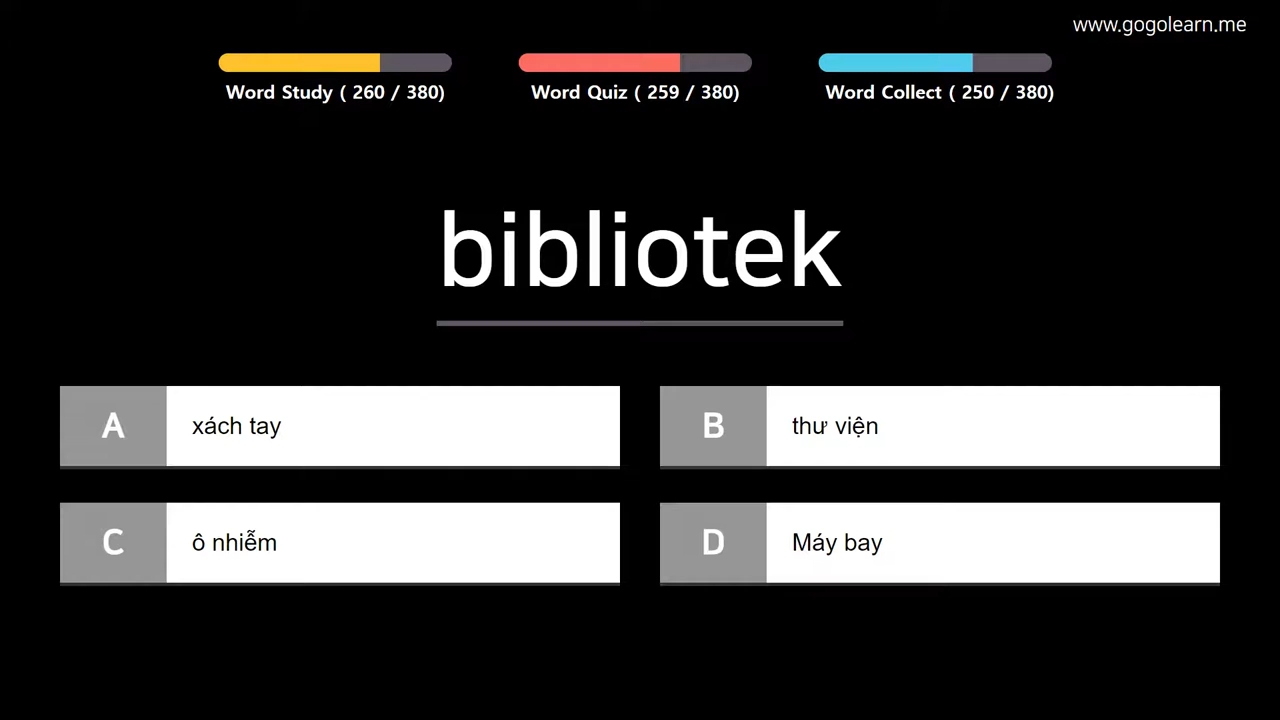 www.gogolearn.me
Word Study ( 260 / 380)
Word Quiz ( 259 / 380)
Word Collect ( 250 / 380)
bibliotek
A xách tay
B thư viện
C ô nhiễm
D Máy bay